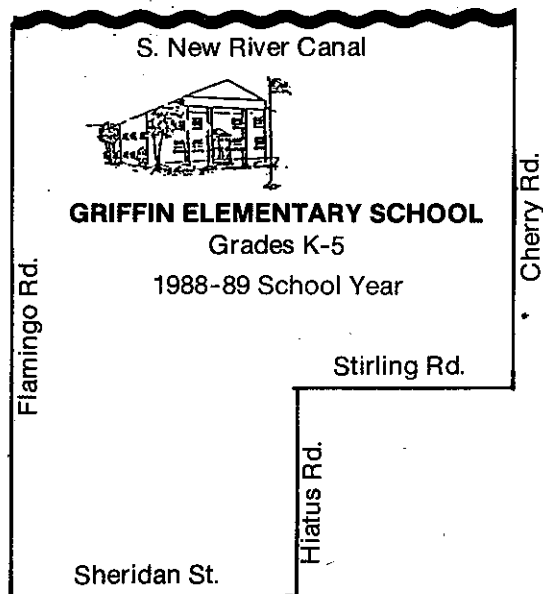 S. New River Canal
GRIFFIN ELEMENTARY SCHOOL
Grades K-5
1988-89 School Year
Cherry Rd.
Flamingo Rd.
Stirling Rd.
Hiatus Rd.
Sheridan St.